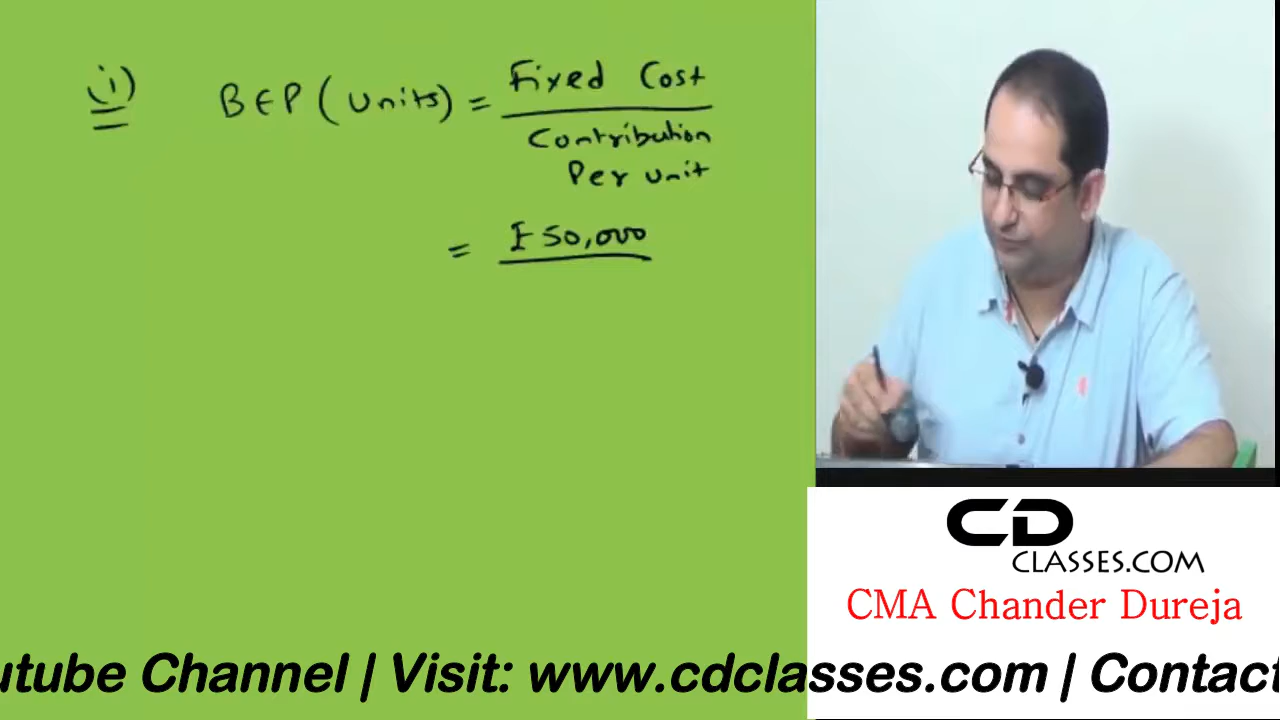 (i) BEP (units) = Fixed Cost
Contribution
Per unit
= ₹ 50,000
CD
CLASSES.COM
CMA Chander Dureja
utube Channel | Visit: www.cdclasses.com | Contact